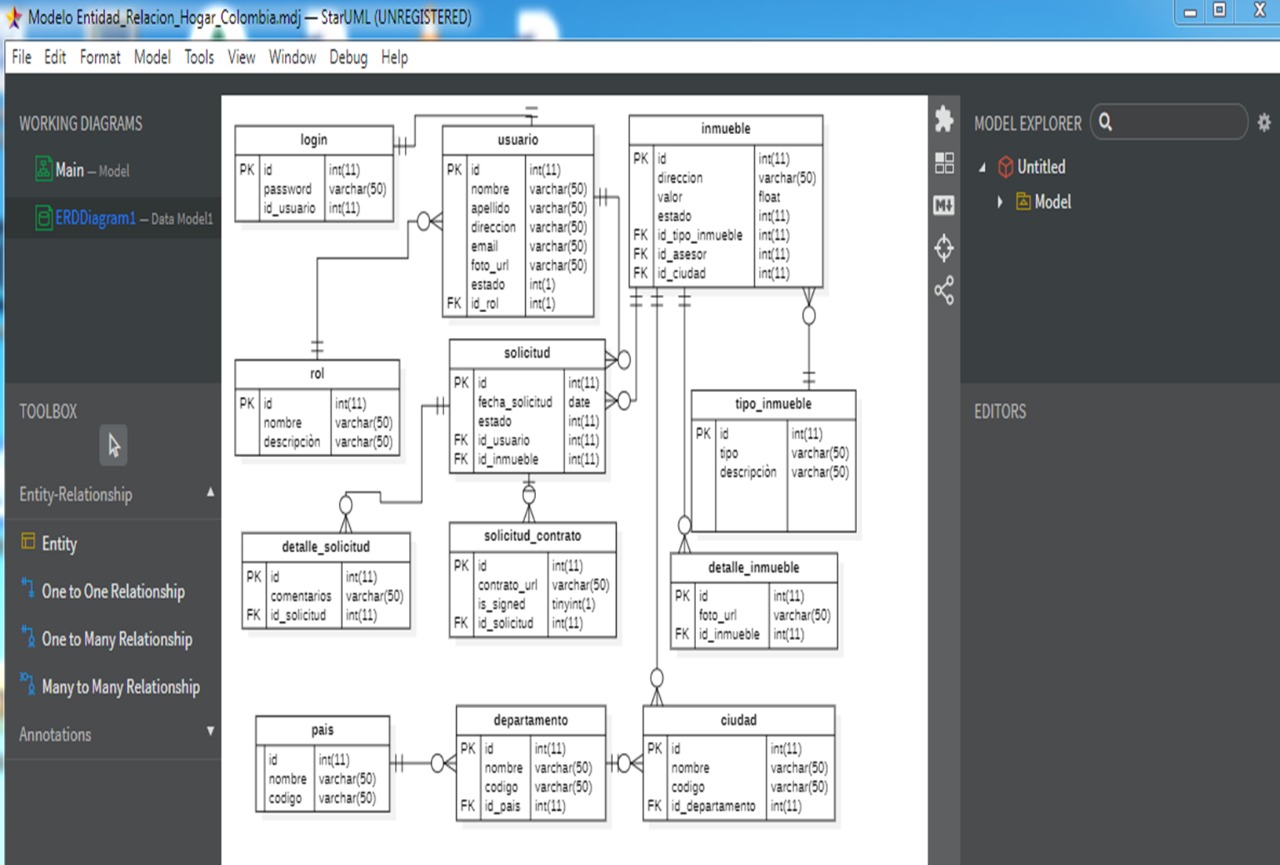 Modelo Entidad_Relacion_Hogar_Colombia.mdj — StarUML (UNREGISTERED)
File Edit Format Model Tools View Window Debug Help
WORKING DIAGRAMS
Main — Model
ERDDiagram1 — Data Model1
TOOLBOX
Entity-Relationship
Entity
One to One Relationship
One to Many Relationship
Many to Many Relationship
Annotations
login
PK id int(11)
password varchar(50)
id_usuario int(11)
usuario
PK id int(11)
nombre varchar(50)
apellido varchar(50)
direccion varchar(50)
email varchar(50)
foto_url varchar(50)
estado int(1)
FK id_rol int(1)
inmueble
PK id int(11)
direccion varchar(50)
valor float
estado int(11)
FK id_tipo_inmueble int(11)
FK id_asesor int(11)
FK id_ciudad int(11)
rol
PK id int(11)
nombre varchar(50)
descripciòn varchar(50)
solicitud
PK id int(11)
fecha_solicitud date
estado int(11)
FK id_usuario int(11)
FK id_inmueble int(11)
tipo_inmueble
PK id int(11)
tipo varchar(50)
descripciòn varchar(50)
detalle_solicitud
PK id int(11)
comentarios varchar(50)
FK id_solicitud int(11)
solicitud_contrato
PK id int(11)
contrato_url varchar(50)
is_signed tinyint(1)
FK id_solicitud int(11)
detalle_inmueble
PK id int(11)
foto_url varchar(50)
FK id_inmueble int(11)
pais
id int(11)
nombre varchar(50)
codigo varchar(50)
departamento
PK id int(11)
nombre varchar(50)
codigo varchar(50)
FK id_pais int(11)
ciudad
PK id int(11)
nombre varchar(50)
codigo varchar(50)
FK id_departamento int(11)
M↓
MODEL EXPLORER
Untitled
Model
EDITORS